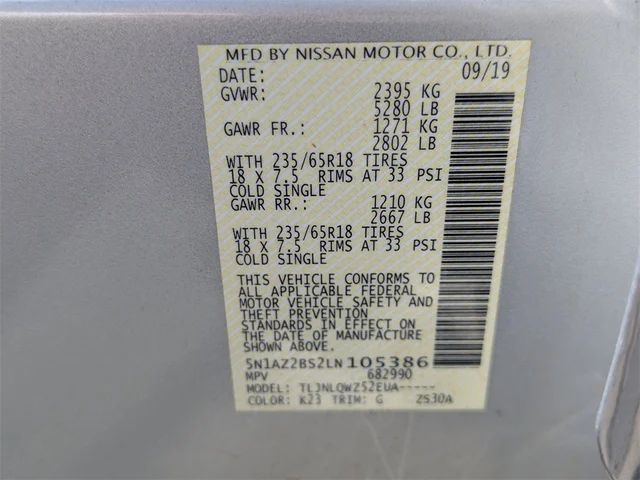 MFD BY NISSAN MOTOR CO., LTD.
DATE: 09/19
GVWR: 2395 KG
5280 LB
GAWR FR.: 1271 KG
2802 LB
WITH 235/65R18 TIRES
18 X 7.5 RIMS AT 33 PSI
COLD SINGLE
GAWR RR.: 1210 KG
2667 LB
WITH 235/65R18 TIRES
18 X 7.5 RIMS AT 33 PSI
COLD SINGLE
THIS VEHICLE CONFORMS TO
ALL APPLICABLE FEDERAL
MOTOR VEHICLE SAFETY AND
THEFT PREVENTION
STANDARDS IN EFFECT ON
THE DATE OF MANUFACTURE
SHOWN ABOVE.
5N1AZ2BS2LN105386
MPV 682990
MODEL: TLJNLQWZ52EUA-----
COLOR: K23 TRIM: G 2S30A